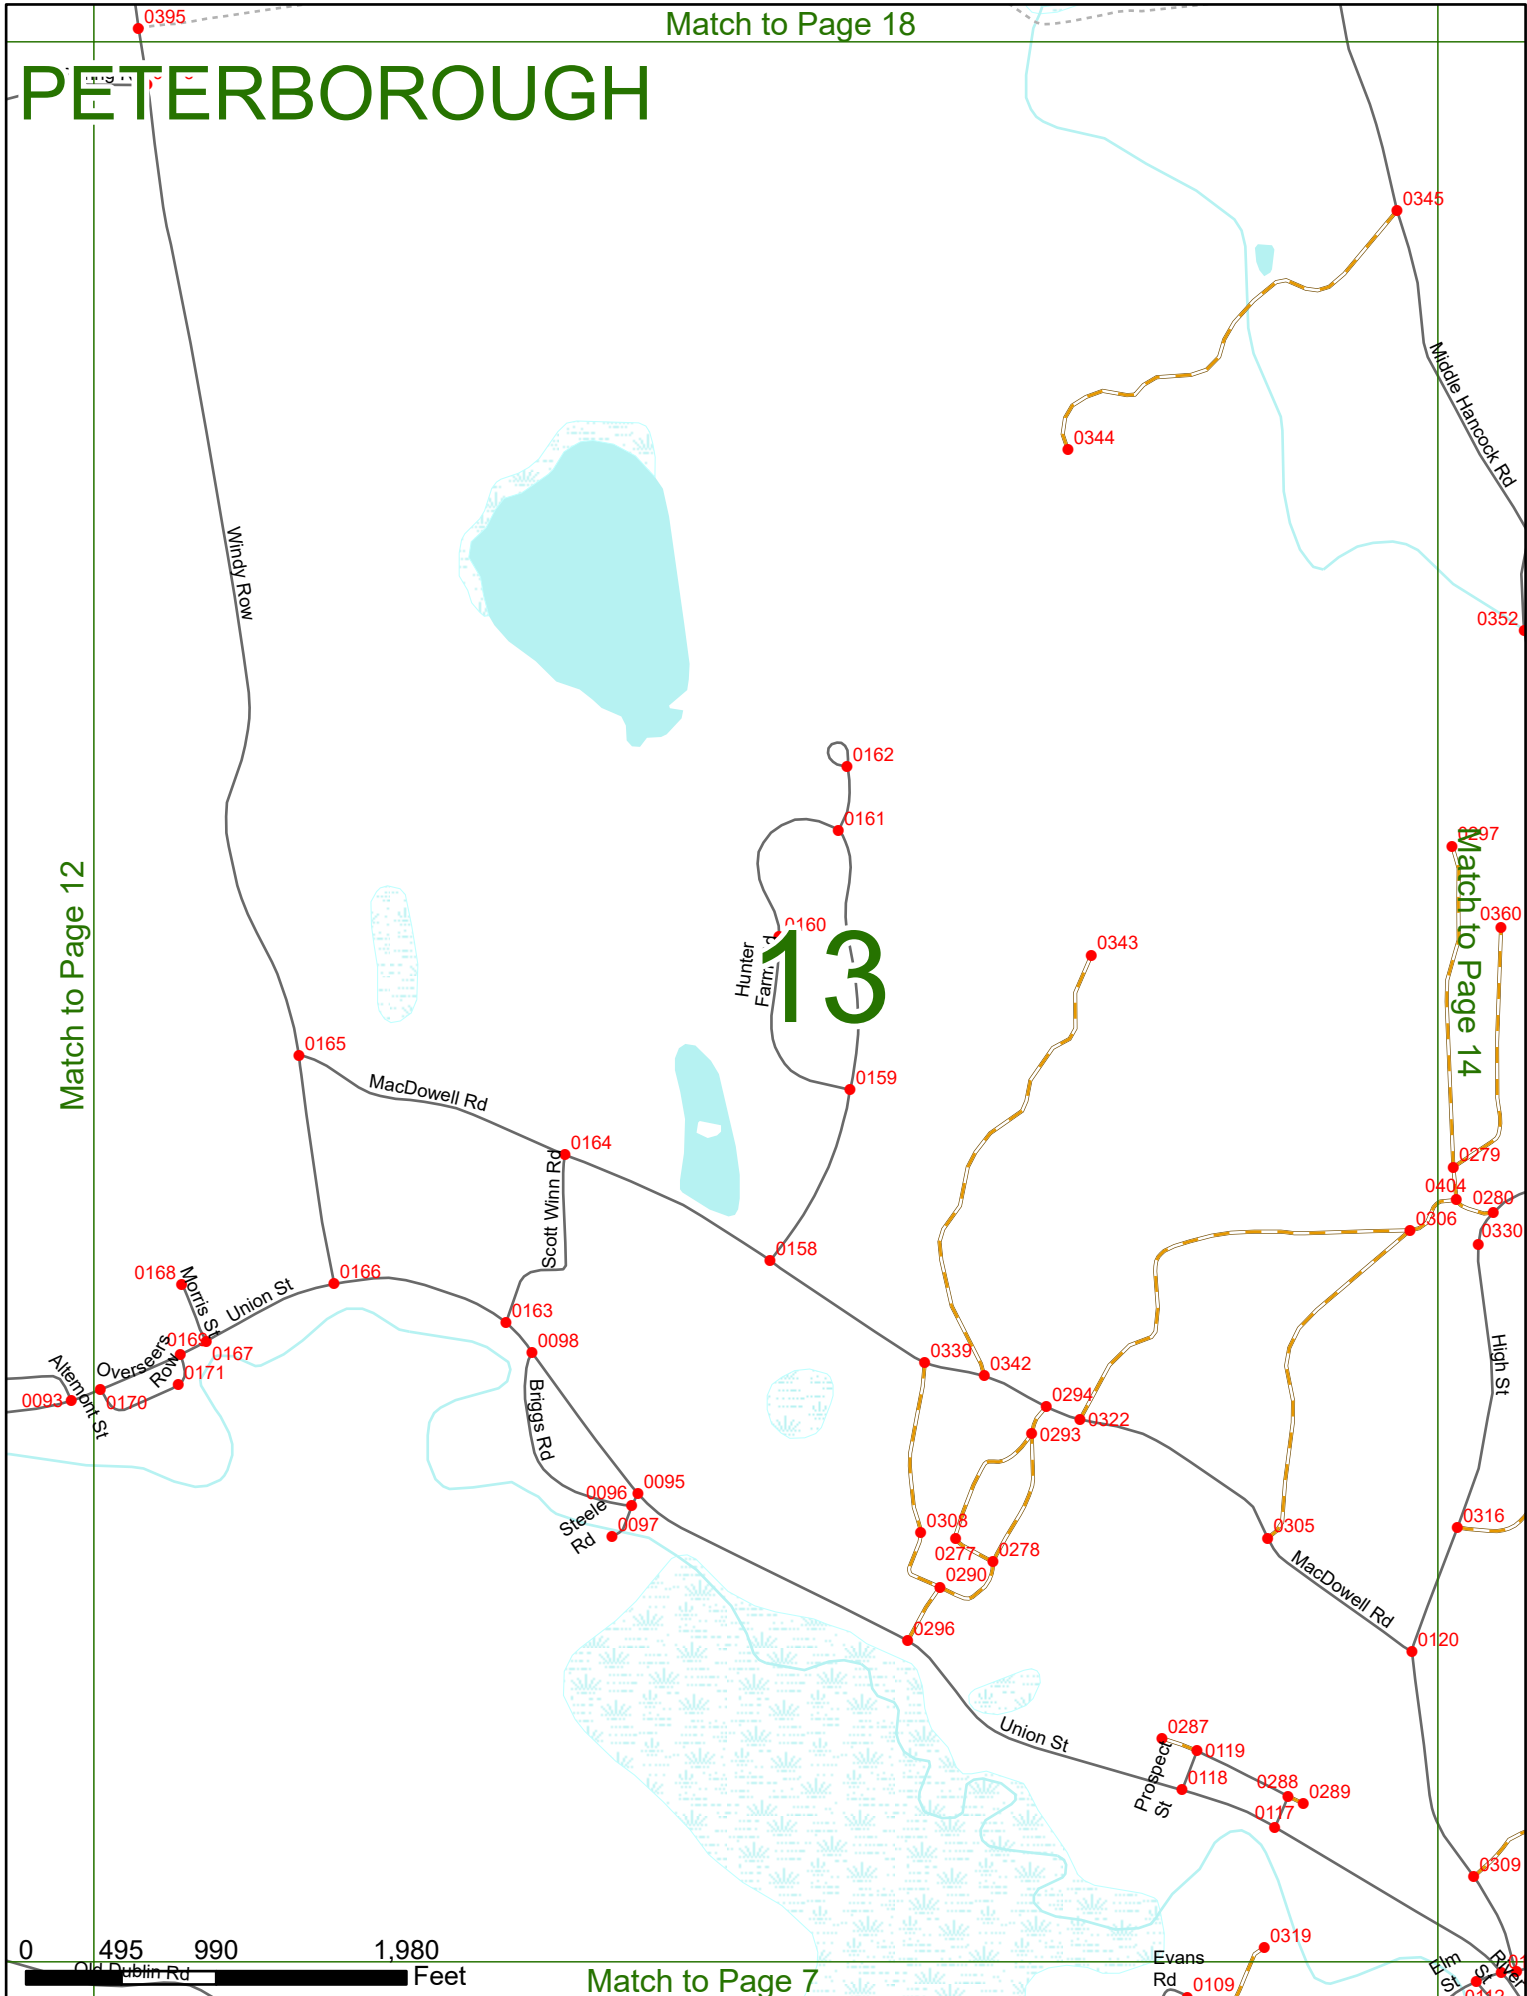 Match to Page 18
0395
PETERBOROUGH
0345
Middle Hancock Rd
0344
Windy Row
0352
0162
0161
0297
Match to Page 12
Match to Page 14
0360
0160
Hunter
13
0343
0165
0159
MacDowell Rd
0164
Scott Winn Rd
0279
0404
0280
0306
0330
0158
0168
Morris St
Union St
0166
0163
0098
0169
0167
Overseers
Row
0171
Altemont St
0093
0170
0339
0342
High St
Briggs Rd
0294
0322
0293
0095
0096
Steele
Rd
0097
0308
0277
0278
0316
0305
0290
MacDowell Rd
0296
0120
Union St
0287
0119
Prospect
St
0118
0288
0289
0117
0309
0319
0 495 990 1,980
Feet
Old Dublin Rd
Match to Page 7
Evans
Rd
0109
Elm
St
River
St